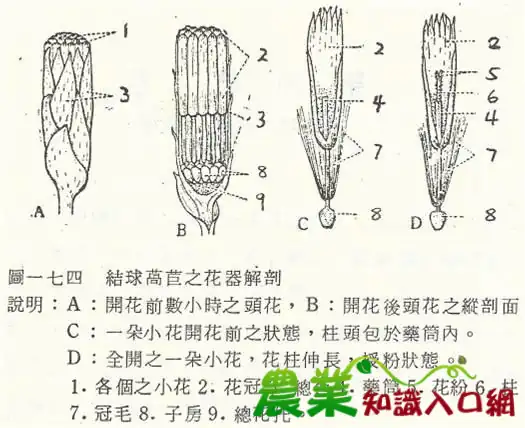 1
2
3
3
8
9
A
B
2
4
7
8
C
2
5
6
4
7
8
D
圖一七四 結球萵苣之花器解剖
說明：A：開花前數小時之頭花，B：開花後頭花之縱剖面
C：一朵小花開花前之狀態，柱頭包於藥筒內。
D：全開之一朵小花，花柱伸長，授粉狀態。
1. 各個之小花 2. 花冠 總 藥筒 5. 花粉 6. 柱
7. 冠毛 8. 子房 9. 總花托。
農業知識入口網